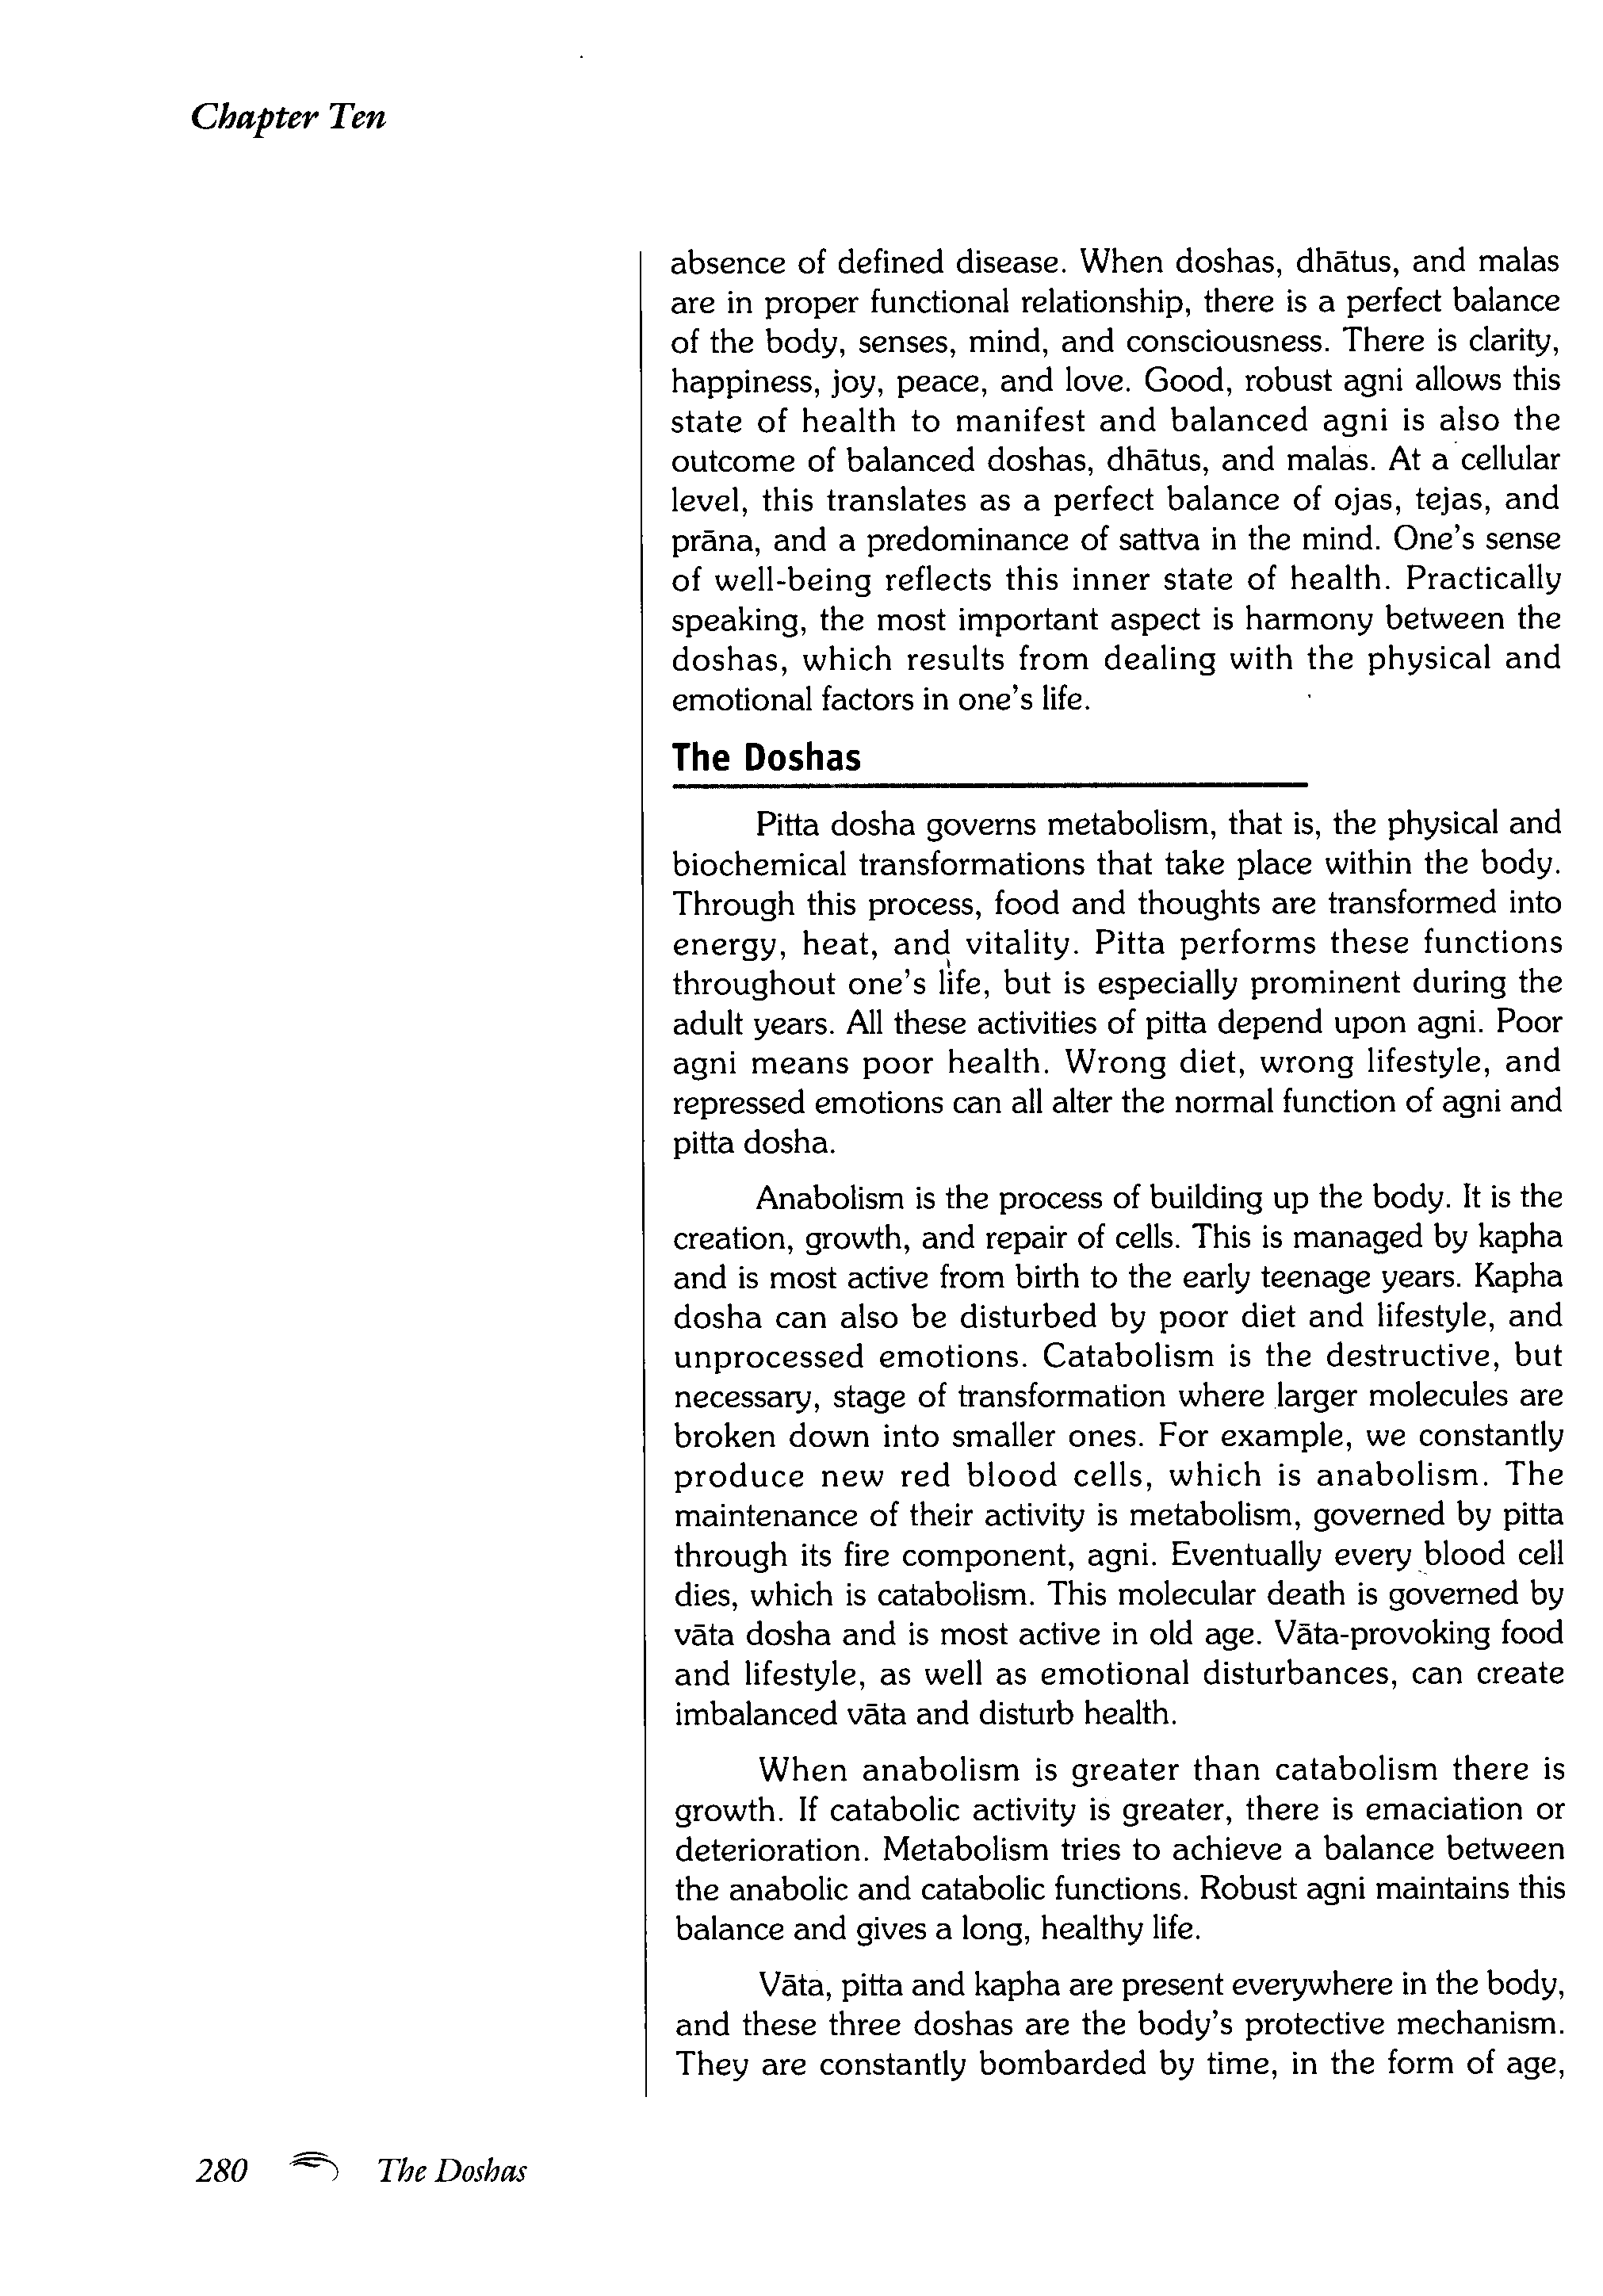 Chapter Ten
absence of defined disease. When doshas, dhātus, and malas
are in proper functional relationship, there is a perfect balance
of the body, senses, mind, and consciousness. There is clarity,
happiness, joy, peace, and love. Good, robust agni allows this
state of health to manifest and balanced agni is also the
outcome of balanced doshas, dhātus, and malas. At a cellular
level, this translates as a perfect balance of ojas, tejas, and
prāna, and a predominance of sattva in the mind. One's sense
of well-being reflects this inner state of health. Practically
speaking, the most important aspect is harmony between the
doshas, which results from dealing with the physical and
emotional factors in one's life.
The Doshas
Pitta dosha governs metabolism, that is, the physical and
biochemical transformations that take place within the body.
Through this process, food and thoughts are transformed into
energy, heat, and vitality. Pitta performs these functions
throughout one's life, but is especially prominent during the
adult years. All these activities of pitta depend upon agni. Poor
agni means poor health. Wrong diet, wrong lifestyle, and
repressed emotions can all alter the normal function of agni and
pitta dosha.
Anabolism is the process of building up the body. It is the
creation, growth, and repair of cells. This is managed by kapha
and is most active from birth to the early teenage years. Kapha
dosha can also be disturbed by poor diet and lifestyle, and
unprocessed emotions. Catabolism is the destructive, but
necessary, stage of transformation where larger molecules are
broken down into smaller ones. For example, we constantly
produce new red blood cells, which is anabolism. The
maintenance of their activity is metabolism, governed by pitta
through its fire component, agni. Eventually every blood cell
dies, which is catabolism. This molecular death is governed by
vāta dosha and is most active in old age. Vāta-provoking food
and lifestyle, as well as emotional disturbances, can create
imbalanced vāta and disturb health.
When anabolism is greater than catabolism there is
growth. If catabolic activity is greater, there is emaciation or
deterioration. Metabolism tries to achieve a balance between
the anabolic and catabolic functions. Robust agni maintains this
balance and gives a long, healthy life.
Vāta, pitta and kapha are present everywhere in the body,
and these three doshas are the body's protective mechanism.
They are constantly bombarded by time, in the form of age,
280 The Doshas